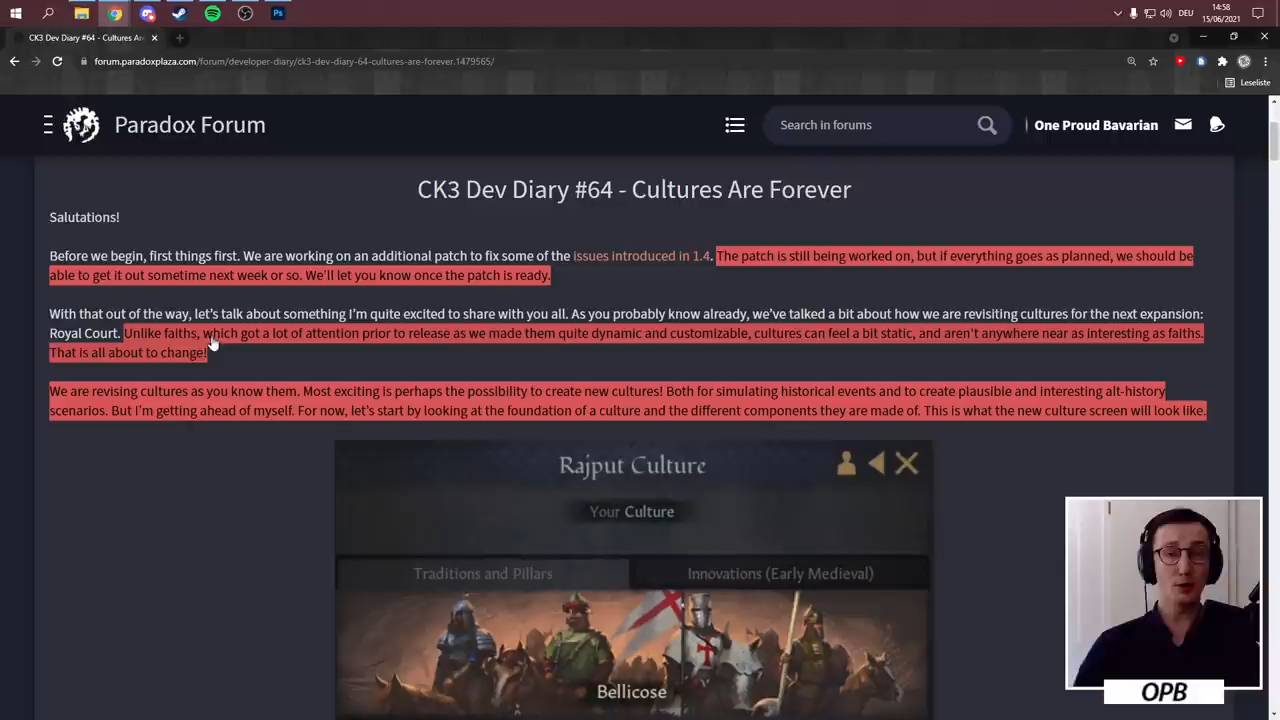 14:58
DEU
15/06/2021
CK3 Dev Diary #64 - Cultures Are
forum.paradoxplaza.com/forum/developer-diary/ck3-dev-diary-64-cultures-are-forever.1479565/
Leseliste
Paradox Forum
Search in forums
One Proud Bavarian
CK3 Dev Diary #64 - Cultures Are Forever
Salutations!
Before we begin, first things first. We are working on an additional patch to fix some of the issues introduced in 1.4. The patch is still being worked on, but if everything goes as planned, we should be
able to get it out sometime next week or so. We'll let you know once the patch is ready.
With that out of the way, let's talk about something I'm quite excited to share with you all. As you probably know already, we've talked a bit about how we are revisiting cultures for the next expansion:
Royal Court. Unlike faiths, which got a lot of attention prior to release as we made them quite dynamic and customizable, cultures can feel a bit static, and aren't anywhere near as interesting as faiths.
That is all about to change!
We are revising cultures as you know them. Most exciting is perhaps the possibility to create new cultures! Both for simulating historical events and to create plausible and interesting alt-history
scenarios. But I'm getting ahead of myself. For now, let's start by looking at the foundation of a culture and the different components they are made of. This is what the new culture screen will look like.
Rajput Culture
Your Culture
Traditions and Pillars
Innovations (Early Medieval)
Bellicose
OPB